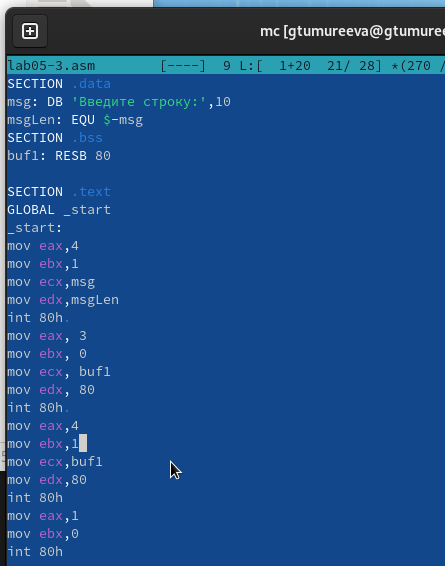 mc [gtumureeva@gtumuree
lab05-3.asm [----] 9 L:[ 1+20 21/ 28] *(270 /
SECTION .data
msg: DB 'Введите строку:',10
msgLen: EQU $-msg
SECTION .bss
buf1: RESB 80
SECTION .text
GLOBAL _start
_start:
mov eax,4
mov ebx,1
mov ecx,msg
mov edx,msgLen
int 80h.
mov eax, 3
mov ebx, 0
mov ecx, buf1
mov edx, 80
int 80h.
mov eax,4
mov ebx,1
mov ecx,buf1
mov edx,80
int 80h
mov eax,1
mov ebx,0
int 80h